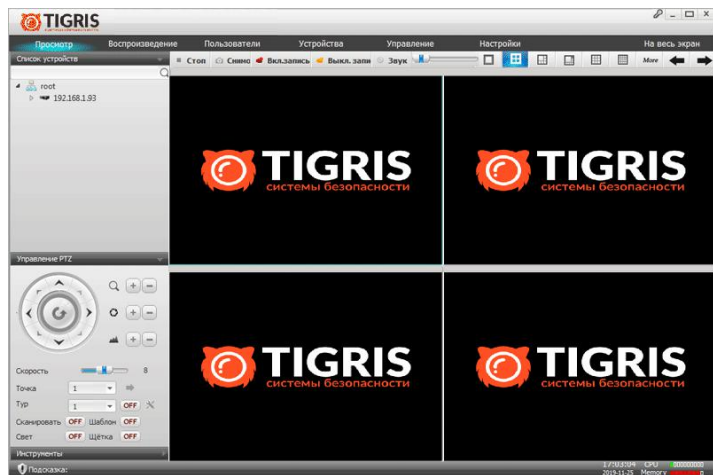 TIGRIS
системы безопасности
Просмотр Воспроизведение Пользователи Устройства Управление Настройки На весь экран
Список устройств
Стоп Снимо Вкл.запись Выкл. запи Звук More
root
192.168.1.93
TIGRIS
системы безопасности
TIGRIS
системы безопасности
Управление PTZ
TIGRIS
системы безопасности
TIGRIS
системы безопасности
Скорость 8
Точка 1
Тур 1 OFF
Сканировать OFF Шаблон OFF
Свет OFF Щётка OFF
Инструменты
Подсказка:
17:03:04 CPU
2019-11-25 Memory